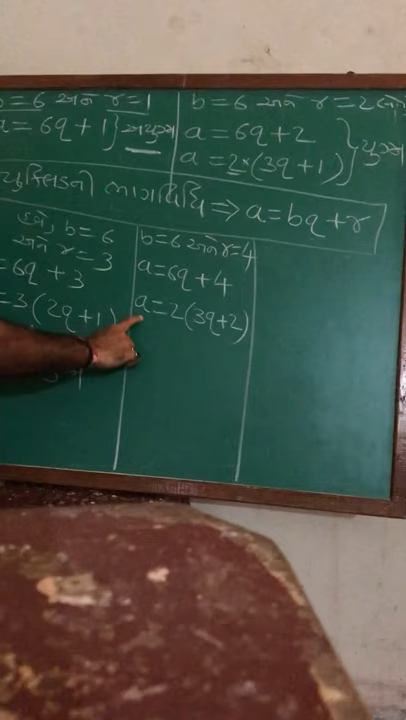 b=6 અને r=1
a=6q+1} અયુગ્મ
b=6 અને r=2
a=6q+2
a=2×(3q+1) } યુગ્મ
યુક્લિડની ભાગવિધિ ⇒ a=bq+r
હવે, b=6
અને r=3
=6q+3
=3(2q+1)
b=6 અને r=4
a=6q+4
a=2(3q+2)